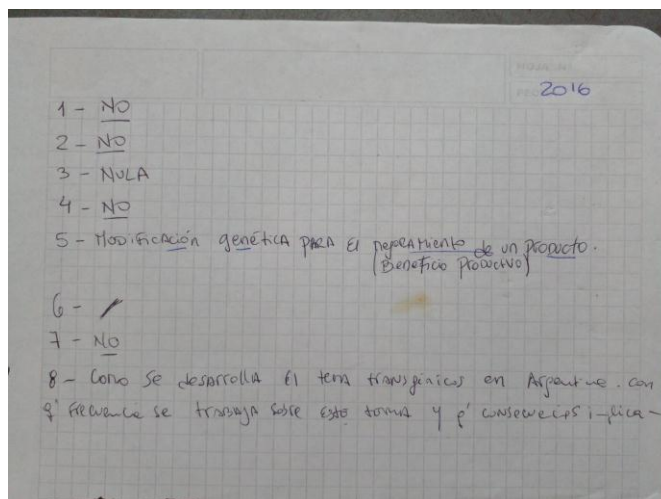 2016
1 - NO
2 - NO
3 - NULA
4 - NO
5 - Modificación genética para el mejoramiento de un producto.
(Beneficio productivo)
6 - /
7 - NO
8 - Como se desarrolla el tema transgénicos en Argentina. con
q' frecuencia se trabaja sobre este tema y q' consecuencias implica-